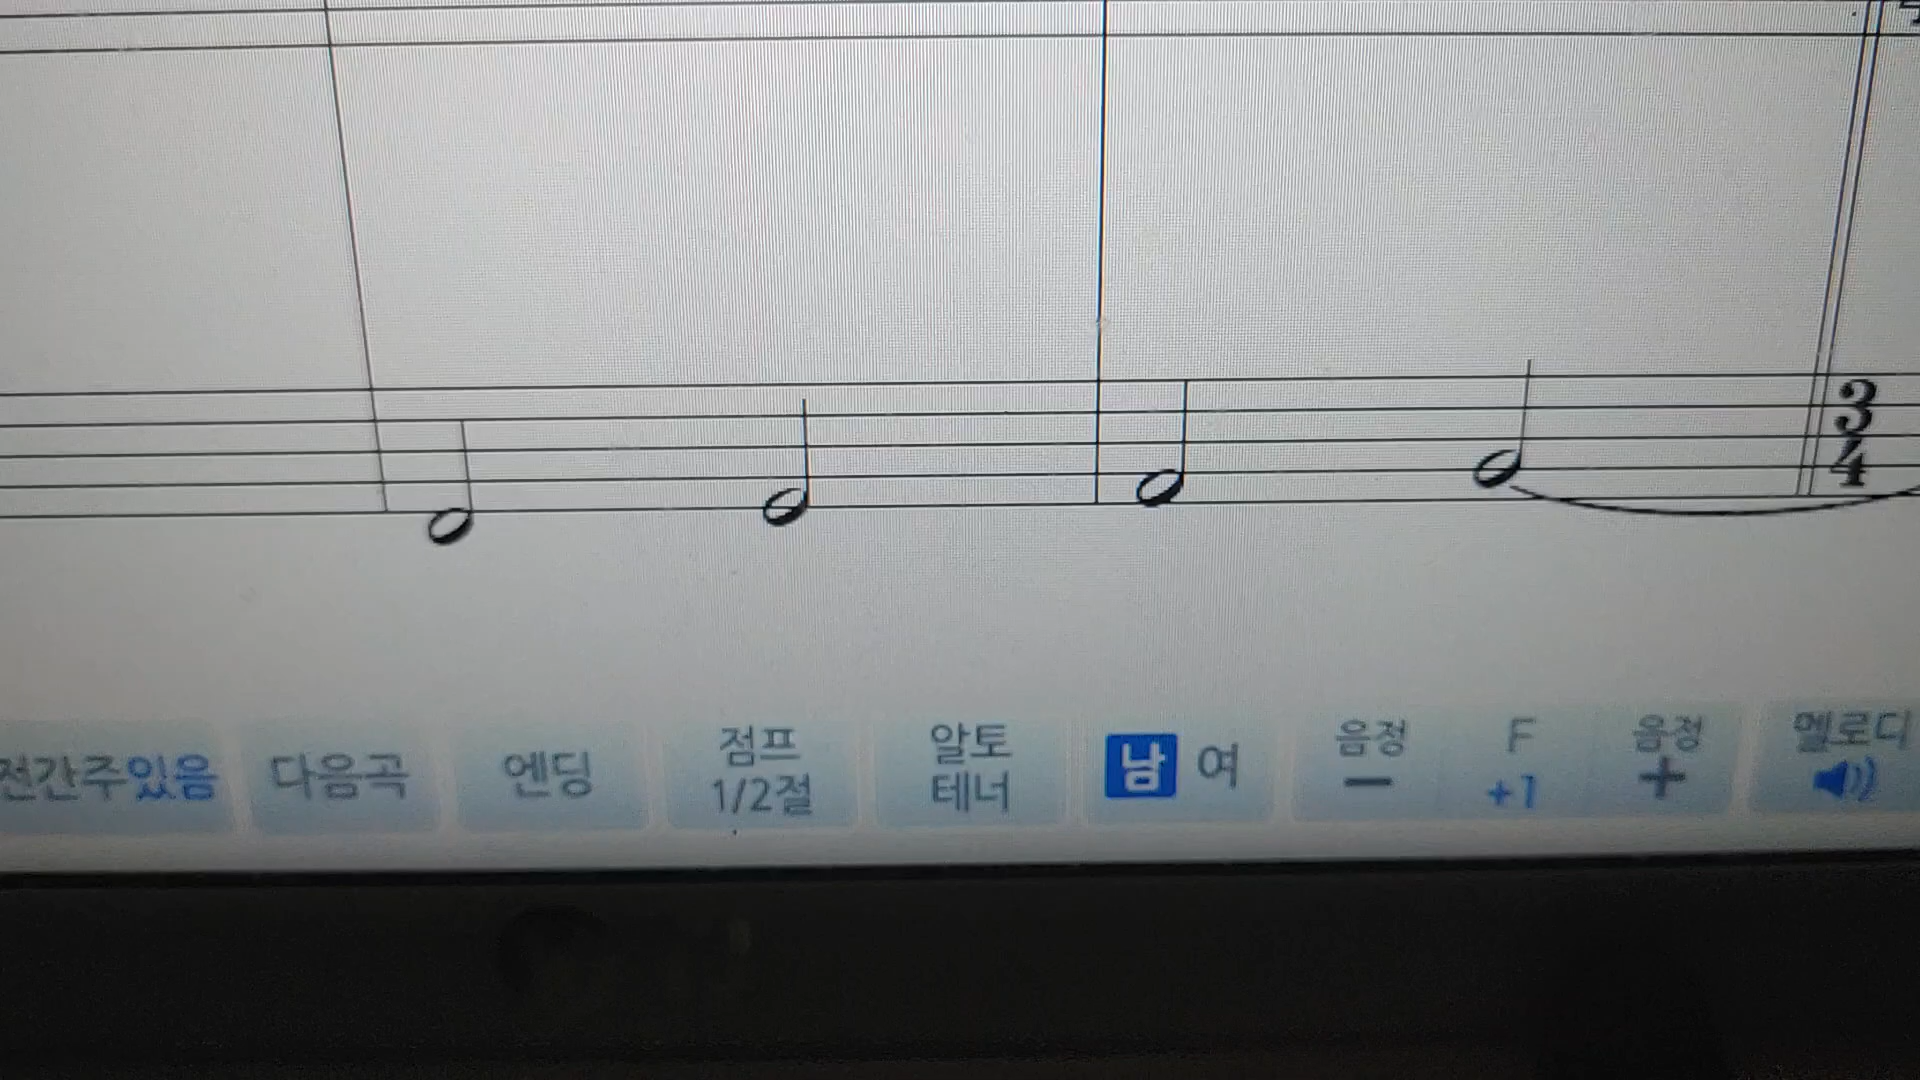 3
4
전간주있음
다음곡
엔딩
점프
1/2절
알토
테너
남 여
음정
−
F
+1
음정
+
멜로디